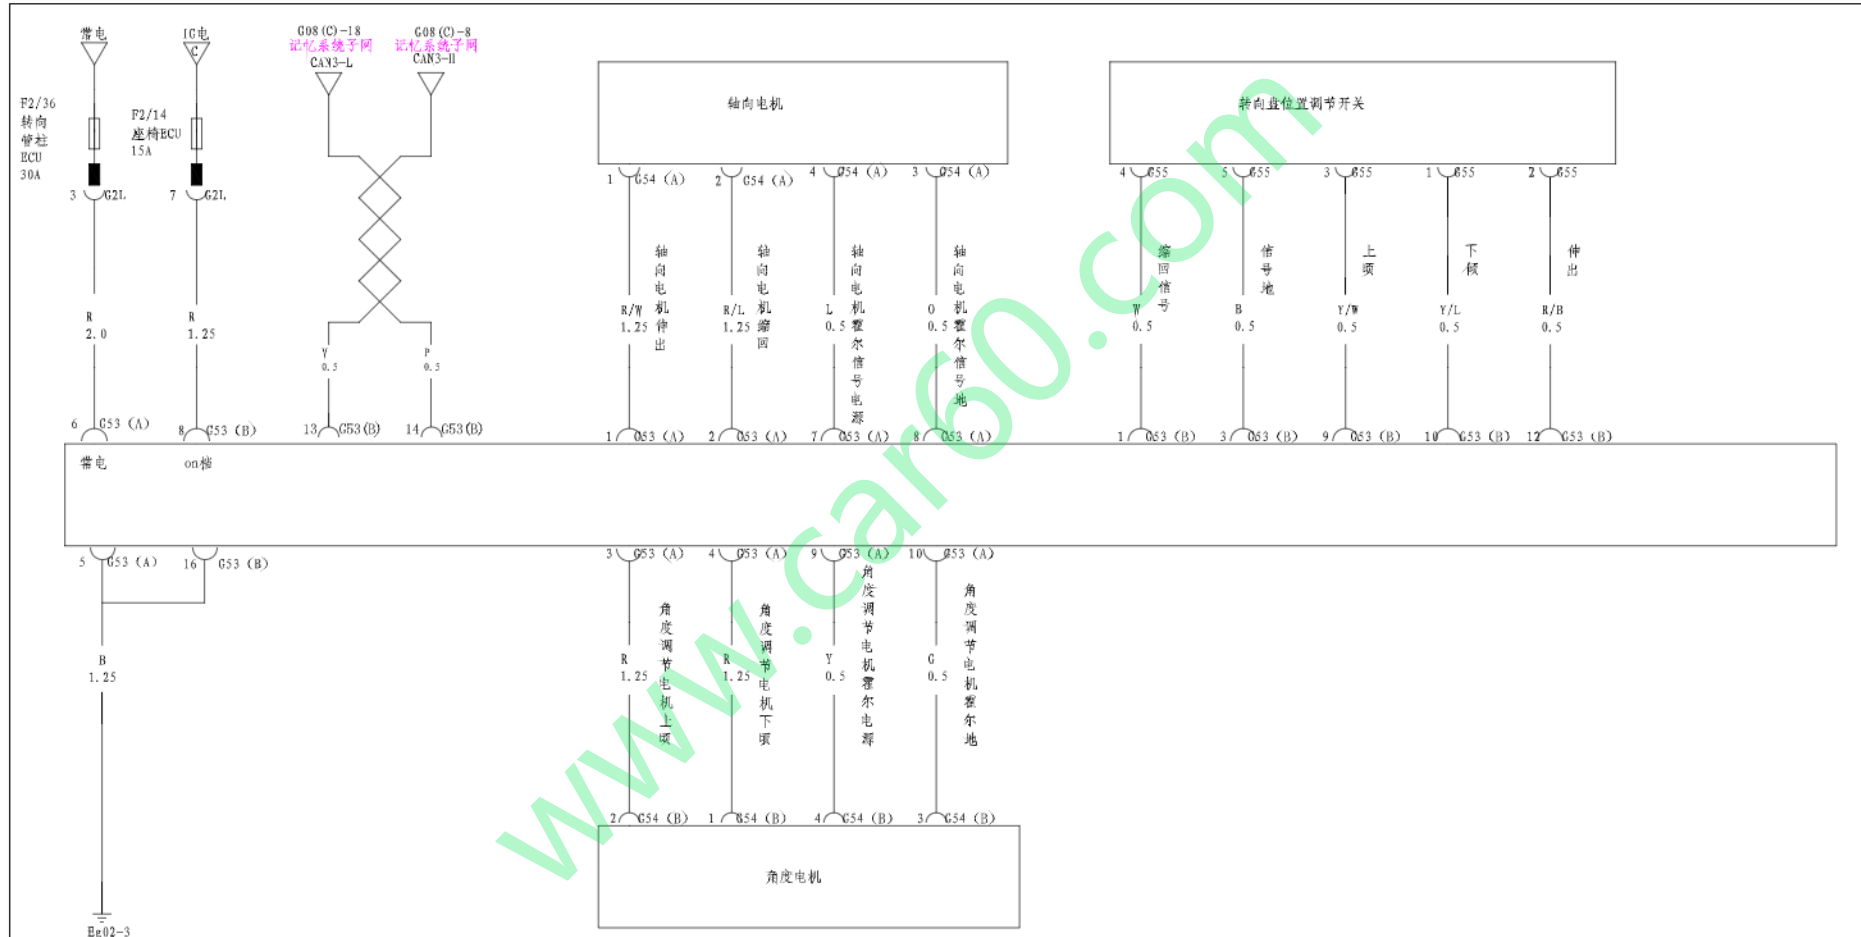 常电
IG电
C
G08(C)-18
记忆系统子网
CAN3-L
G08(C)-8
记忆系统子网
CAN3-H
F2/36
转向
管柱
ECU
30A
F2/14
座椅ECU
15A
3 G2L
7 G2L
轴向电机
转向盘位置调节开关
1 G54 (A)
2 G54 (A)
4 G54 (A)
3 G54 (A)
4 G55
5 G55
3 G55
1 G55
2 G55
R
2.0
R
1.25
Y
0.5
P
0.5
R/W
1.25
轴向电机伸出
R/L
1.25
轴向电机缩回
L
0.5
轴向电机霍尔信号电源
O
0.5
轴向电机霍尔信号地
W
0.5
缩回信号
B
0.5
信号地
Y/W
0.5
上顷
Y/L
0.5
下倾
R/B
0.5
伸出
6 G53 (A)
8 G53 (B)
13 G53(B)
14 G53(B)
1 G53 (A)
2 G53 (A)
7 G53 (A)
8 G53 (A)
1 G53 (B)
3 G53 (B)
9 G53 (B)
10 G53 (B)
12 G53 (B)
常电
on档
5 G53 (A)
16 G53 (B)
3 G53 (A)
4 G53 (A)
9 G53 (A)
10 G53 (A)
B
1.25
R
1.25
角度调节电机上顷
R
1.25
角度调节电机下顷
Y
0.5
角度调节电机霍尔电源
G
0.5
角度调节电机霍尔地
2 G54 (B)
1 G54 (B)
4 G54 (B)
3 G54 (B)
角度电机
Eg02-3
www.car60.com